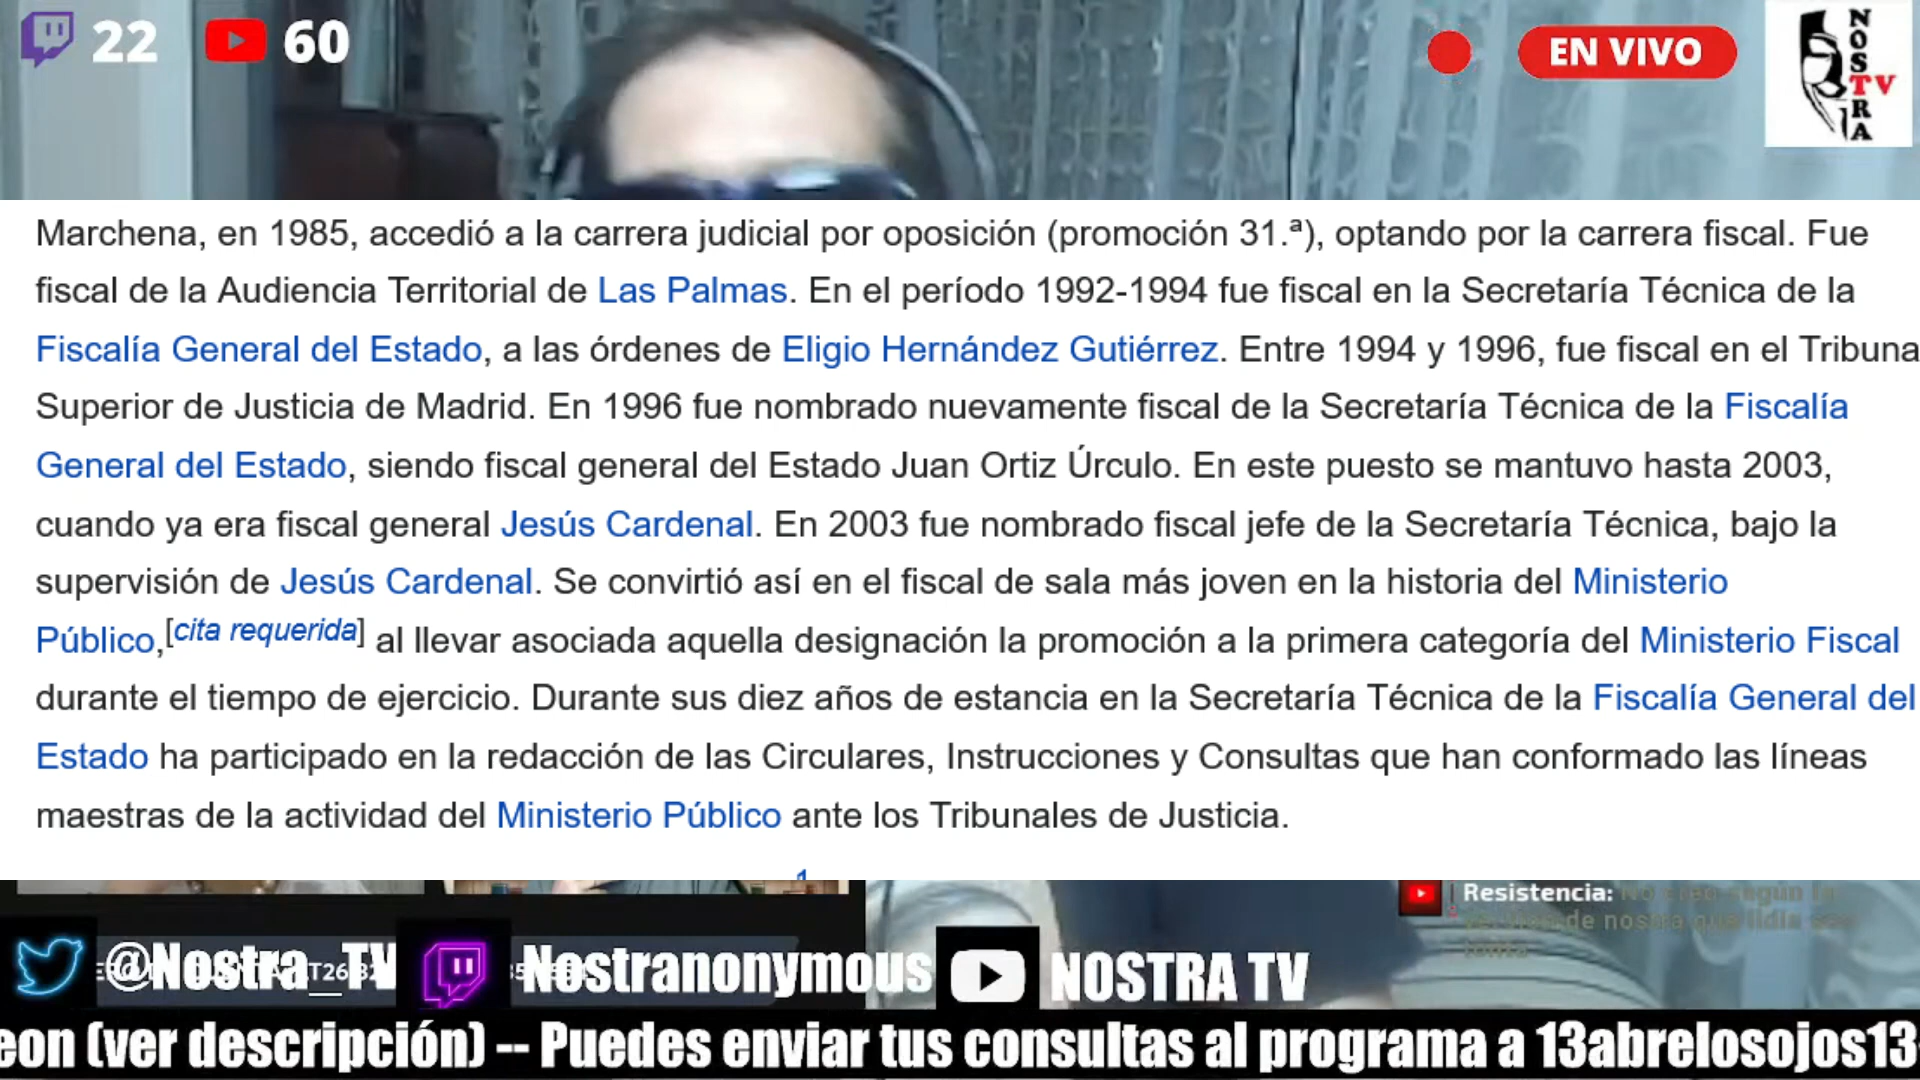 22 60 EN VIVO
NOSTRA TV
Marchena, en 1985, accedió a la carrera judicial por oposición (promoción 31.ª), optando por la carrera fiscal. Fue
fiscal de la Audiencia Territorial de Las Palmas. En el período 1992-1994 fue fiscal en la Secretaría Técnica de la
Fiscalía General del Estado, a las órdenes de Eligio Hernández Gutiérrez. Entre 1994 y 1996, fue fiscal en el Tribuna
Superior de Justicia de Madrid. En 1996 fue nombrado nuevamente fiscal de la Secretaría Técnica de la Fiscalía
General del Estado, siendo fiscal general del Estado Juan Ortiz Úrculo. En este puesto se mantuvo hasta 2003,
cuando ya era fiscal general Jesús Cardenal. En 2003 fue nombrado fiscal jefe de la Secretaría Técnica, bajo la
supervisión de Jesús Cardenal. Se convirtió así en el fiscal de sala más joven en la historia del Ministerio
Público,[cita requerida] al llevar asociada aquella designación la promoción a la primera categoría del Ministerio Fiscal
durante el tiempo de ejercicio. Durante sus diez años de estancia en la Secretaría Técnica de la Fiscalía General del
Estado ha participado en la redacción de las Circulares, Instrucciones y Consultas que han conformado las líneas
maestras de la actividad del Ministerio Público ante los Tribunales de Justicia.
Resistencia: No creo segun la
de nostra que lidia
@Nostra_TV Nostranonymous NOSTRA TV
eon (ver descripción) -- Puedes enviar tus consultas al programa a 13abrelosojos13